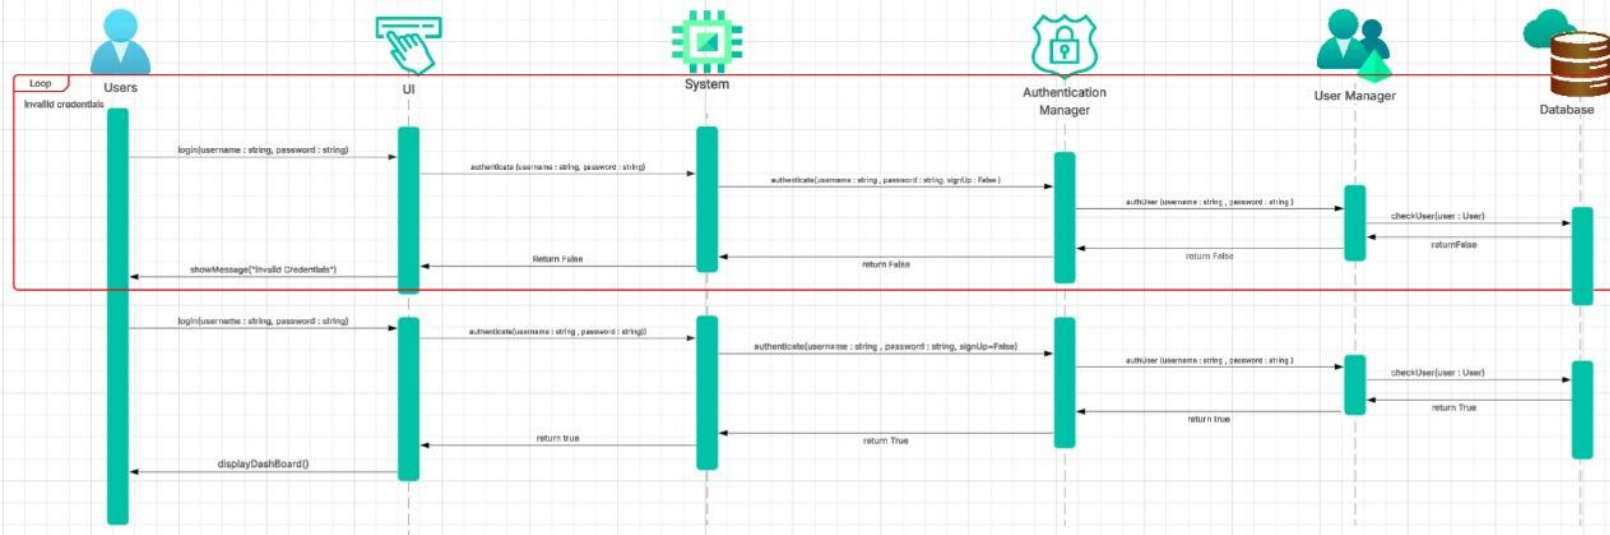 Loop
Users
UI
System
Authentication
Manager
User Manager
Database
Invalid credentials
login(username : string, password : string)
authenticate (username : string, password : string)
authenticate(username : string , password : string, signUp : False )
authUser (username : string , password : string )
checkUser(user : User)
returnFalse
return False
return False
Return False
showMessage("Invalid Credentials")
login(username : string, password : string)
authenticate(username : string , password : string))
authenticate(username : string , password : string, signUp=False)
authUser (username : string , password : string )
checkUser(user : User)
return True
return true
return True
return true
displayDashBoard()